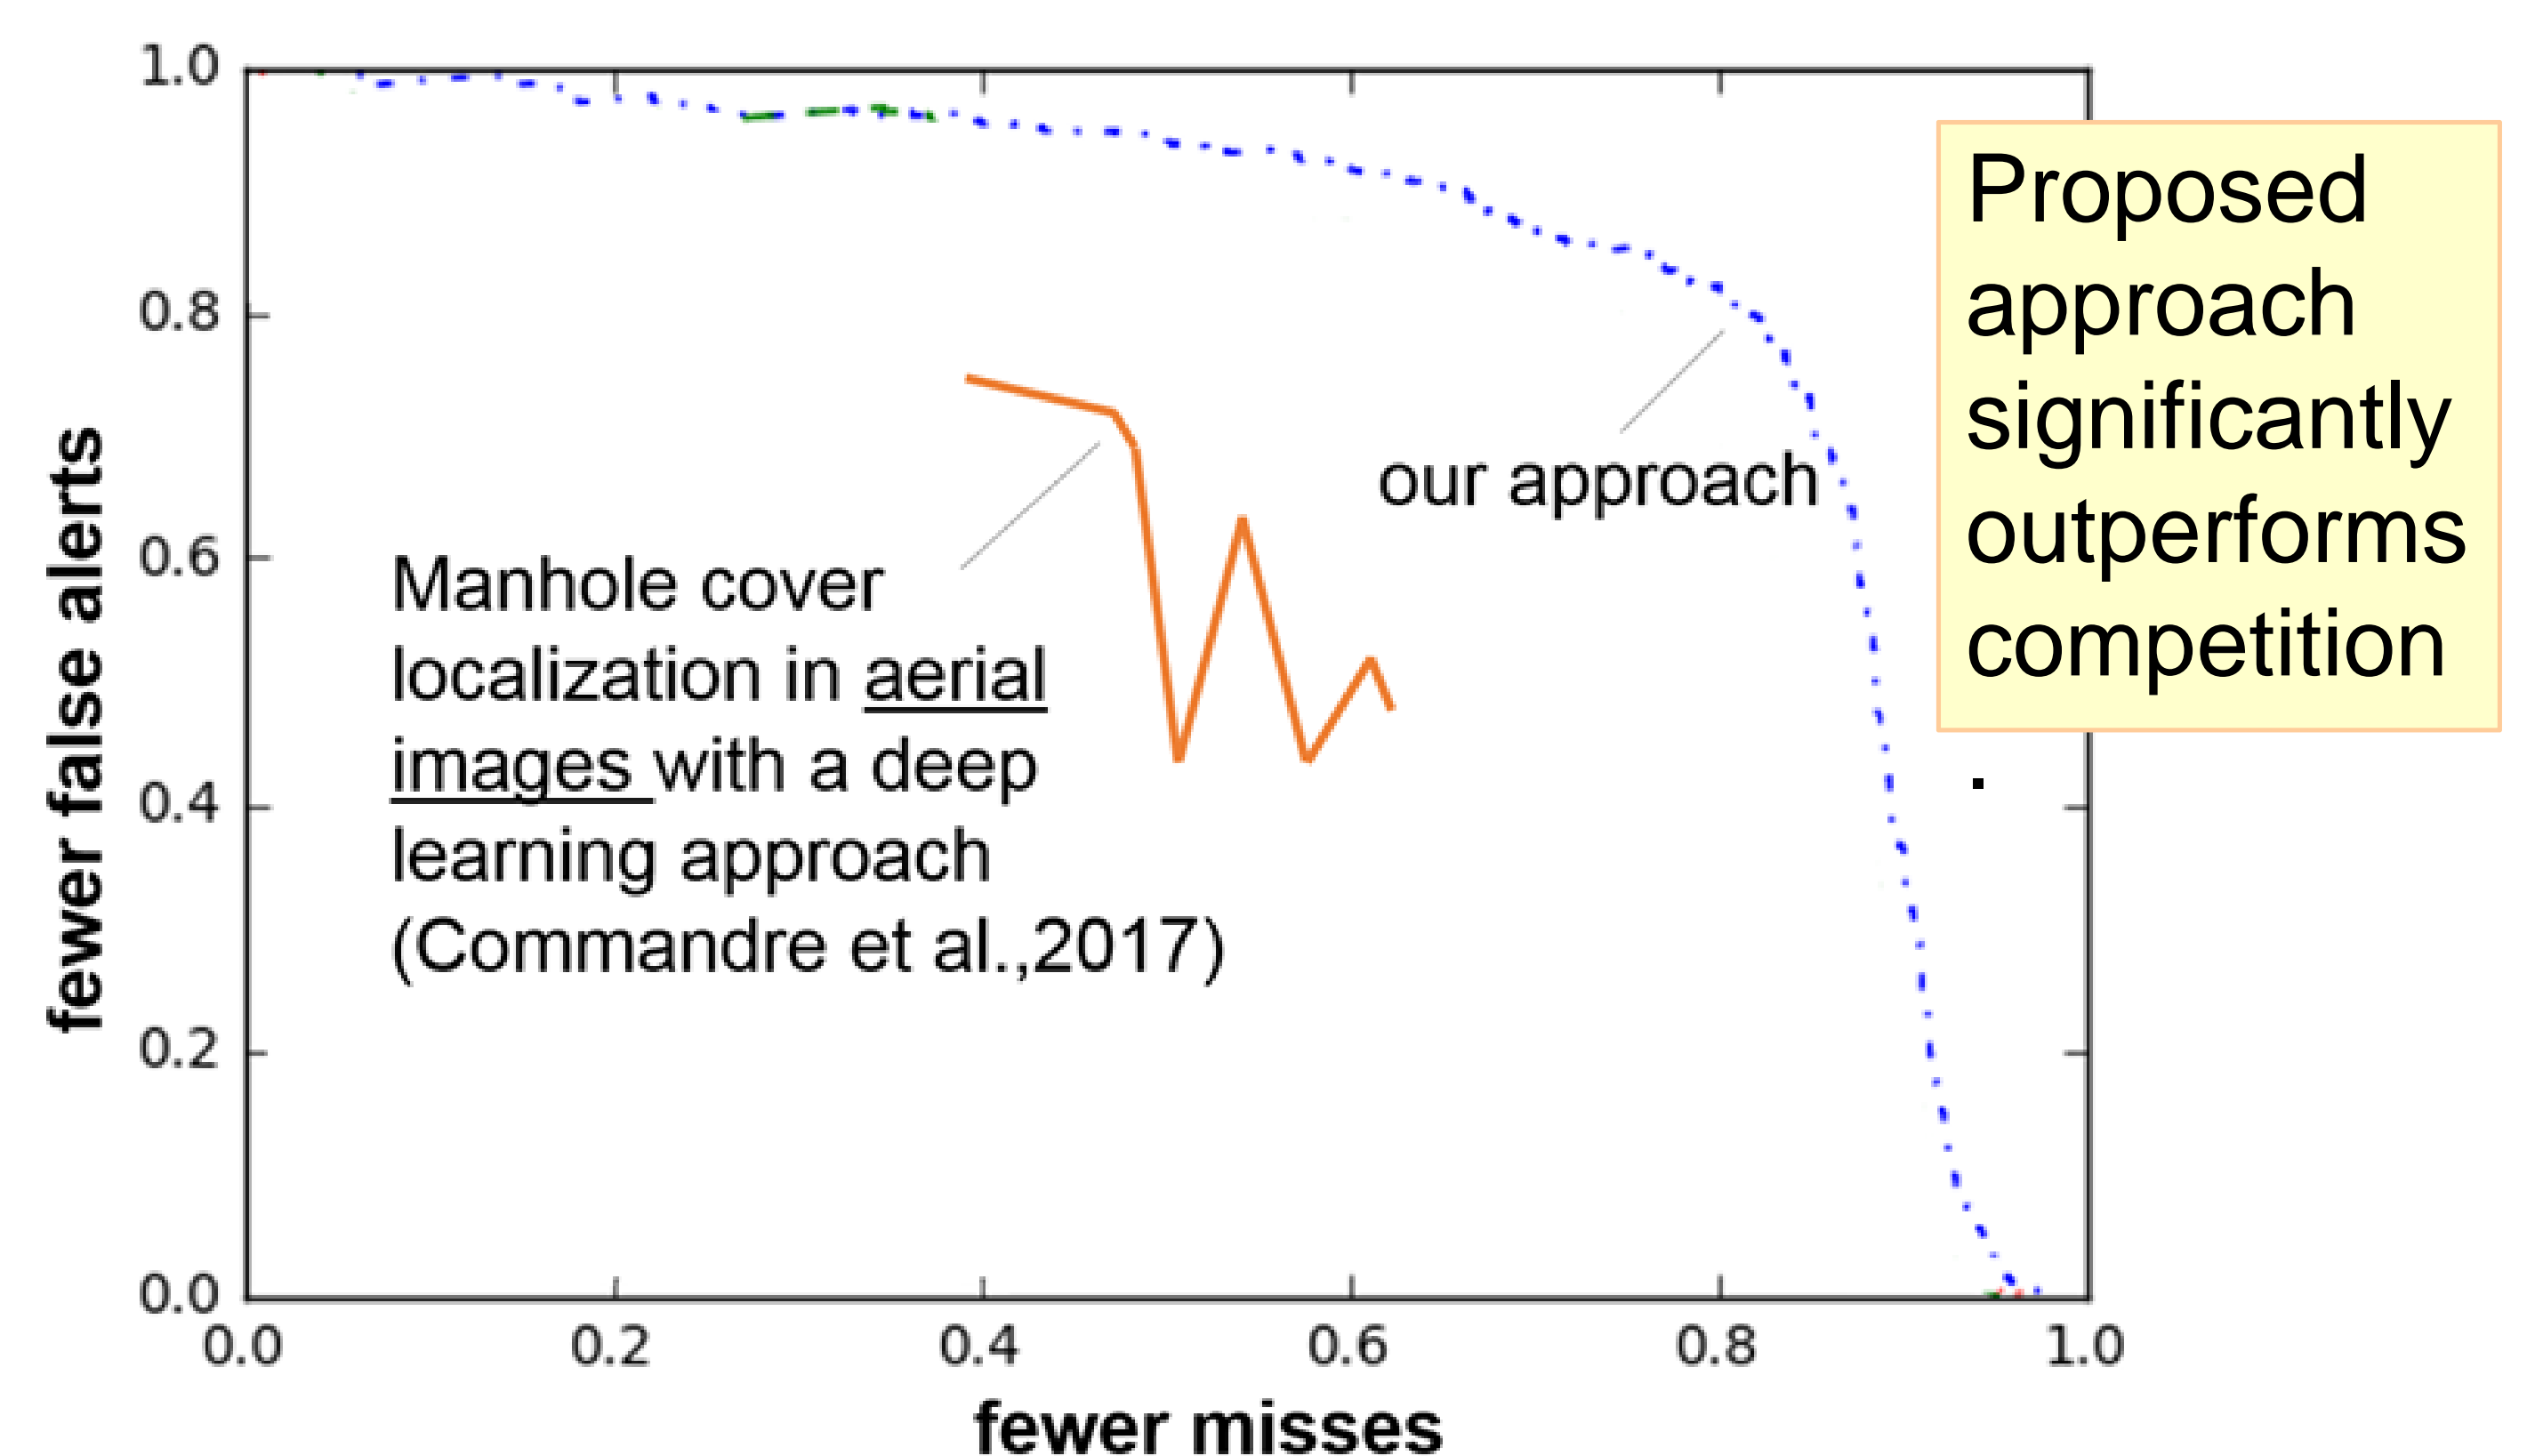 1.0
0.8
0.6
0.4
0.2
0.0
0.0 0.2 0.4 0.6 0.8 1.0
fewer false alerts
fewer misses
Manhole cover
localization in aerial
images with a deep
learning approach
(Commandre et al.,2017)
our approach
Proposed
approach
significantly
outperforms
competition
.